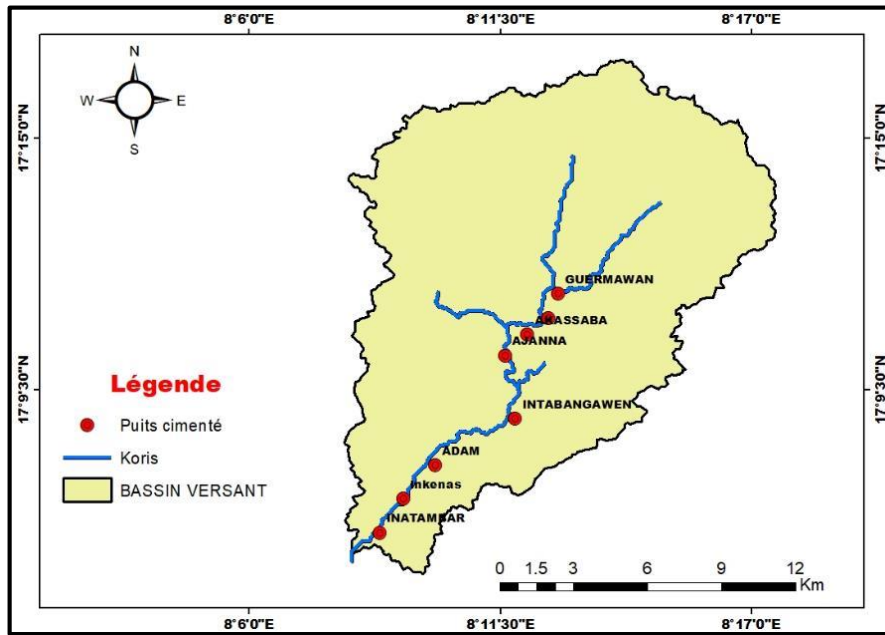 8°6'0"E 8°11'30"E 8°17'0"E
N
W E
S
17°15'0"N 17°15'0"N
GUERMAWAN
AKASSABA
AJANNA
17°9'30"N 17°9'30"N
Légende
Puits cimenté
INTABANGAWEN
Koris
ADAM
BASSIN VERSANT
Inkenas
INATAMBAR
0 1.5 3 6 9 12
Km
8°6'0"E 8°11'30"E 8°17'0"E